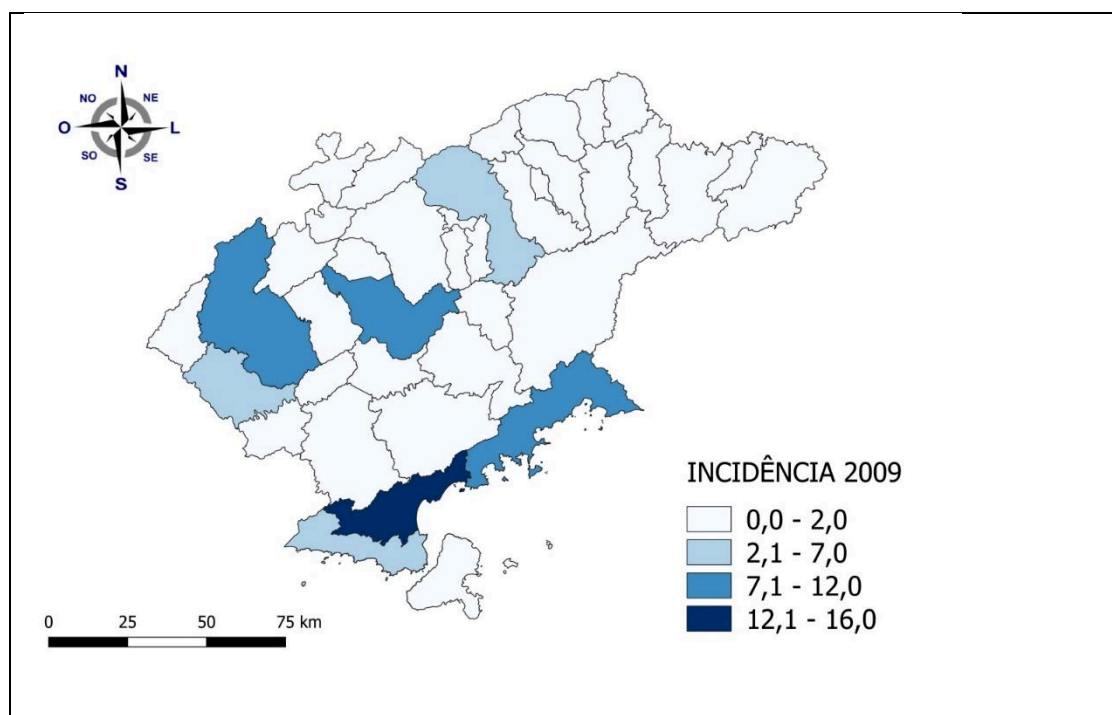 N
NO NE
O L
SO SE
S
INCIDÊNCIA 2009
0,0 - 2,0
2,1 - 7,0
7,1 - 12,0
12,1 - 16,0
0 25 50 75 km